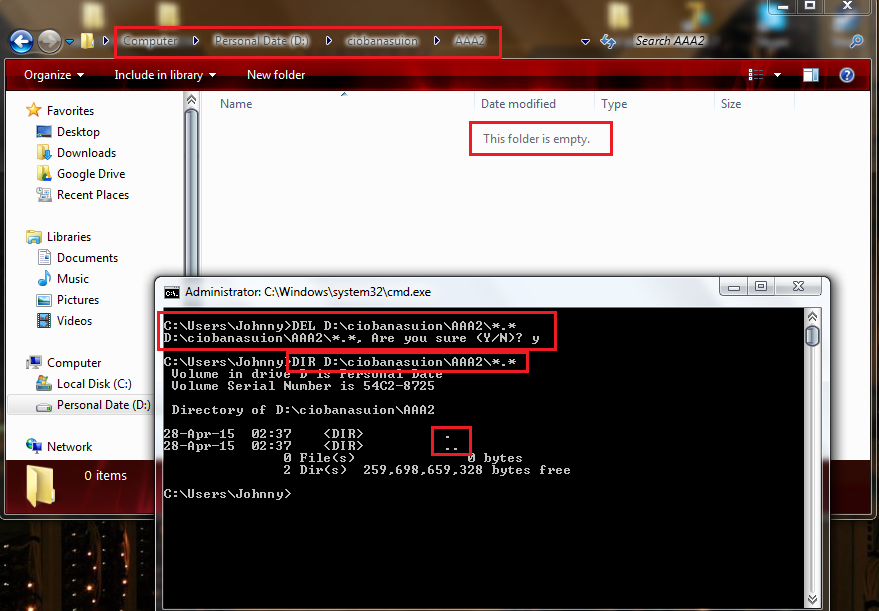 Computer Personal Date (D:) ciobanasuion AAA2 Search AAA2
Organize Include in library New folder
Name Date modified Type Size
This folder is empty.
Favorites
Desktop
Downloads
Google Drive
Recent Places
Libraries
Documents
Music
Pictures
Videos
Computer
Local Disk (C:)
Personal Date (D:)
Network
0 items
Administrator: C:\Windows\system32\cmd.exe
C:\Users\Johnny>DEL D:\ciobanasuion\AAA2\*.*
D:\ciobanasuion\AAA2\*.*, Are you sure (Y/N)? y
C:\Users\Johnny>DIR D:\ciobanasuion\AAA2\*.*
Volume in drive D is Personal Date
Volume Serial Number is 54C2-8725
Directory of D:\ciobanasuion\AAA2
28-Apr-15 02:37 <DIR> .
28-Apr-15 02:37 <DIR> ..
0 File(s) 0 bytes
2 Dir(s) 259,698,659,328 bytes free
C:\Users\Johnny>